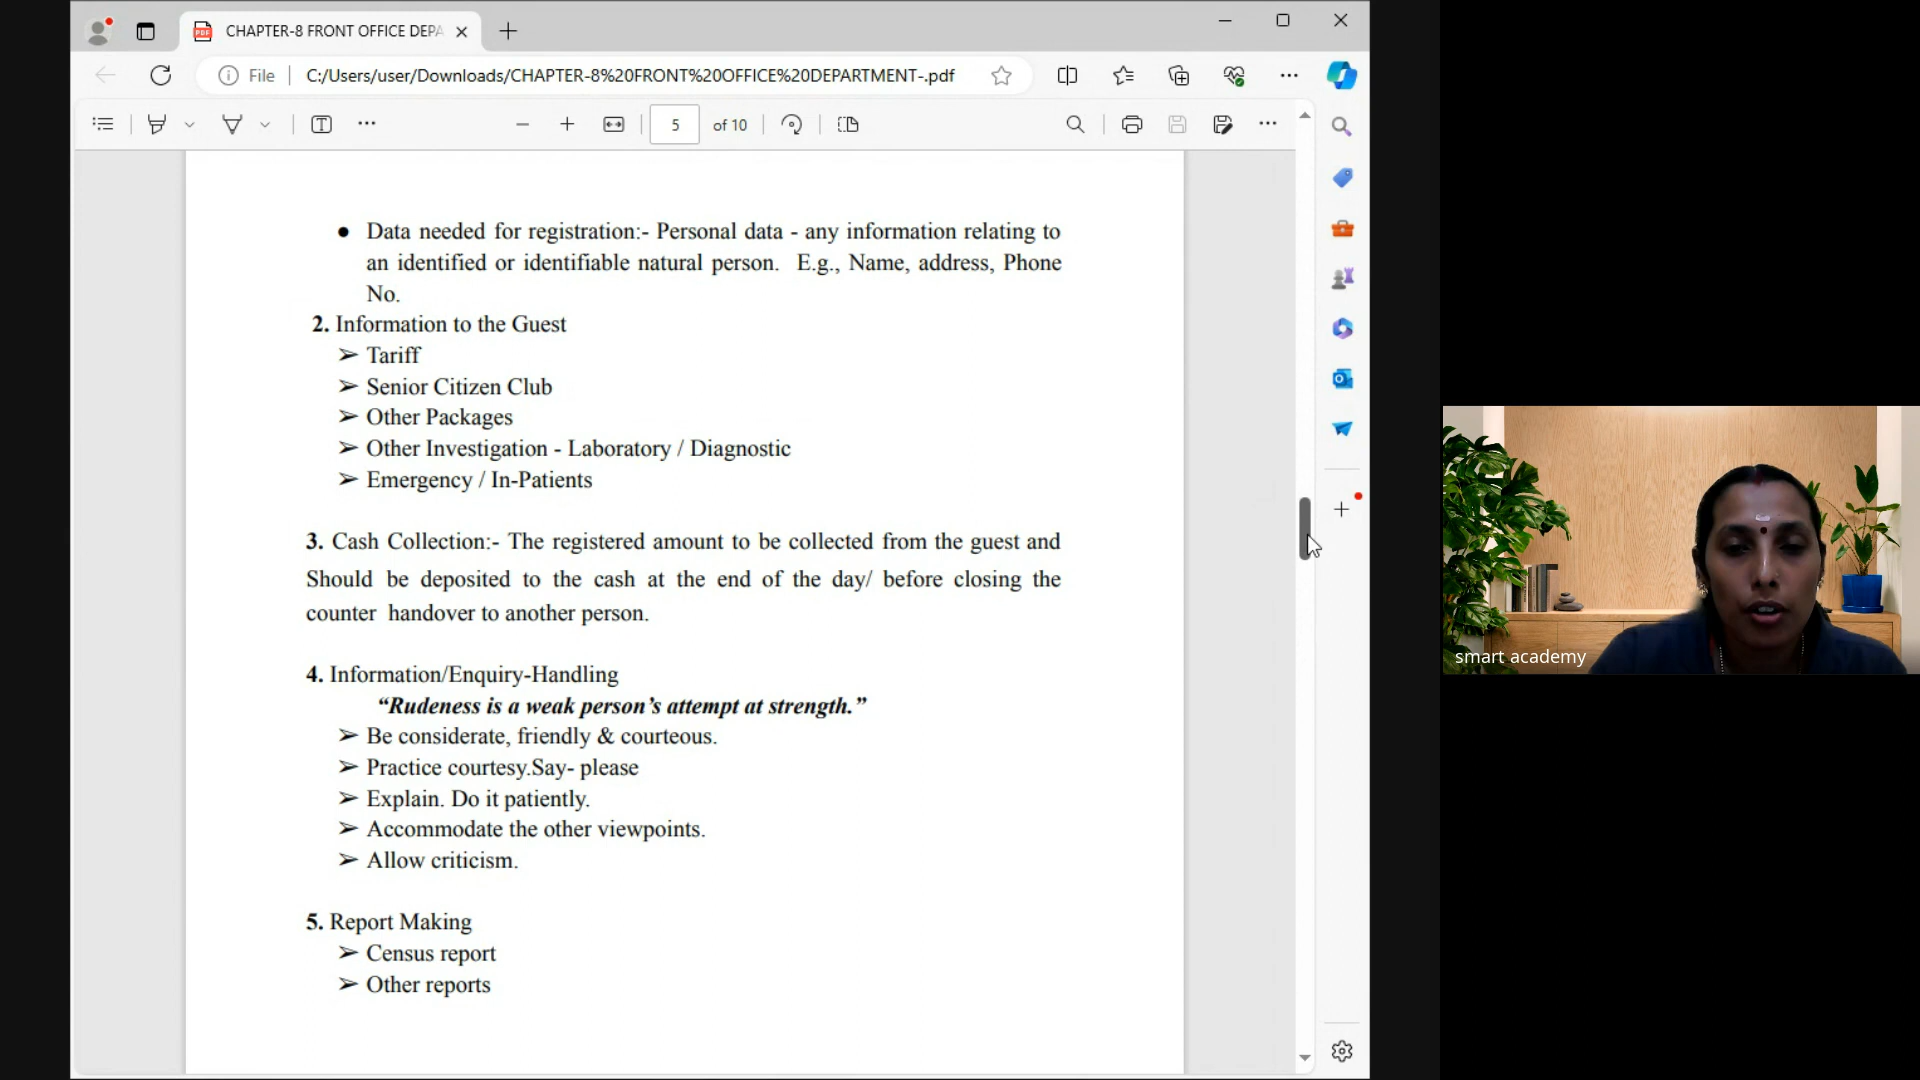 CHAPTER-8 FRONT OFFICE DEPA
File
C:/Users/user/Downloads/CHAPTER-8%20FRONT%20OFFICE%20DEPARTMENT-.pdf
5 of 10
● Data needed for registration:- Personal data - any information relating to
an identified or identifiable natural person. E.g., Name, address, Phone
No.
2. Information to the Guest
➢ Tariff
➢ Senior Citizen Club
➢ Other Packages
➢ Other Investigation - Laboratory / Diagnostic
➢ Emergency / In-Patients
3. Cash Collection:- The registered amount to be collected from the guest and
Should be deposited to the cash at the end of the day/ before closing the
counter handover to another person.
4. Information/Enquiry-Handling
“Rudeness is a weak person’s attempt at strength.”
➢ Be considerate, friendly & courteous.
➢ Practice courtesy.Say- please
➢ Explain. Do it patiently.
➢ Accommodate the other viewpoints.
➢ Allow criticism.
5. Report Making
➢ Census report
➢ Other reports
smart academy